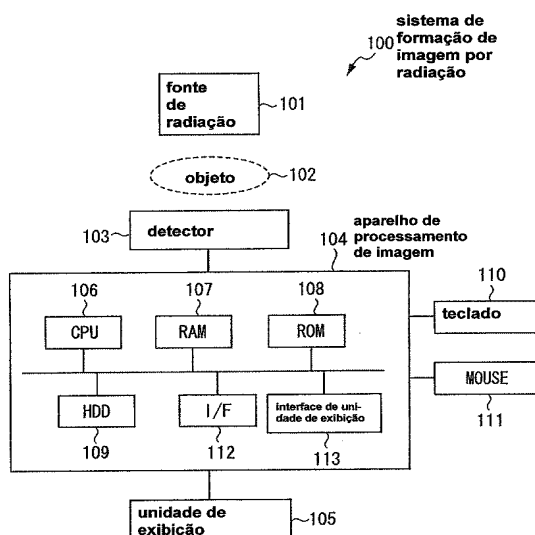 sistema de
formação de
imagem por
radiação
100
fonte
de
radiação
101
objeto
102
103
detector
104
aparelho de
processamento
de imagem
106
107
108
110
CPU
RAM
ROM
teclado
MOUSE
111
HDD
I/F
interface de uni-
dade de exibição
109
112
113
unidade de
exibição
105